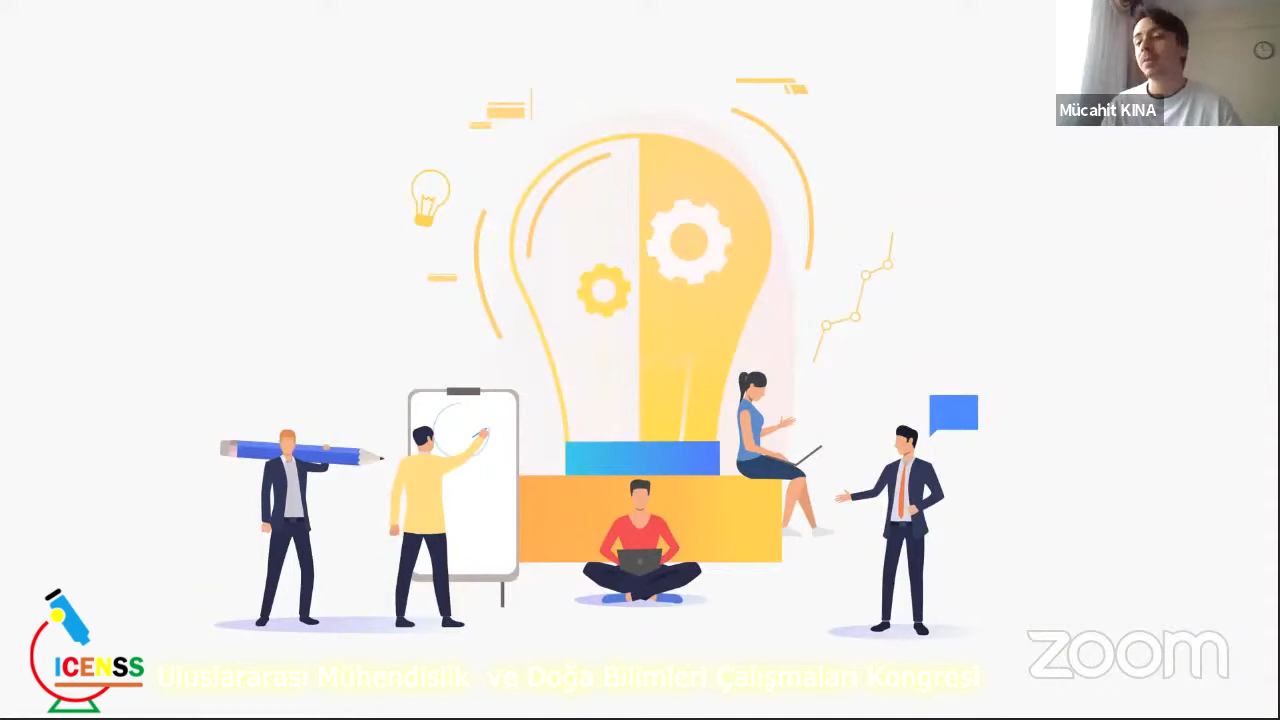 Mücahit KINA
ICENSS
Uluslararası Mühendislik ve Doğa Bilimleri Çalışmaları Kongresi
zoom